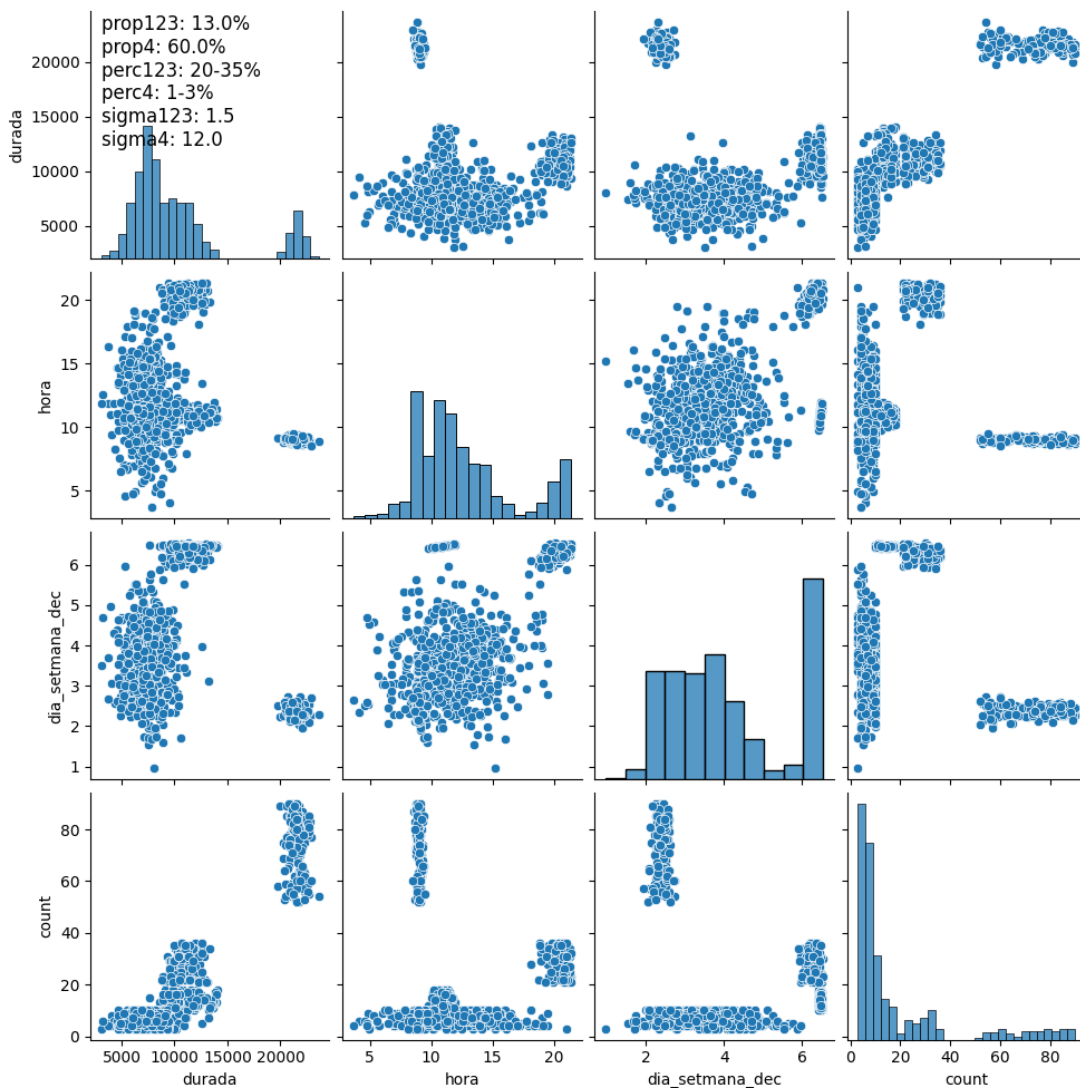 prop123: 13.0%
prop4: 60.0%
perc123: 20-35%
perc4: 1-3%
sigma123: 1.5
sigma4: 12.0
durada
20000
15000
10000
5000
hora
20
15
10
5
dia_setmana_dec
6
5
4
3
2
1
count
80
60
40
20
0
5000 10000 15000 20000
5 10 15 20
2 4 6
0 20 40 60 80
durada hora dia_setmana_dec count